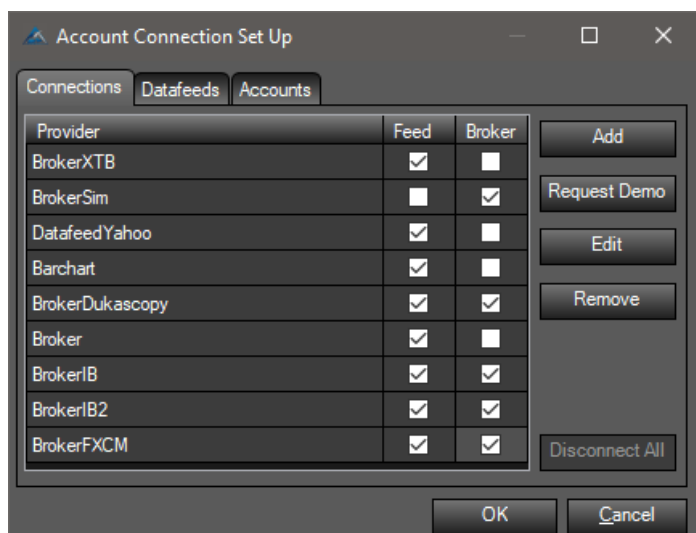 Account Connection Set Up
Connections Datafeeds Accounts
Provider Feed Broker
BrokerXTB
BrokerSim
DatafeedYahoo
Barchart
BrokerDukascopy
Broker
BrokerIB
BrokerIB2
BrokerFXCM
Add
Request Demo
Edit
Remove
Disconnect All
OK Cancel